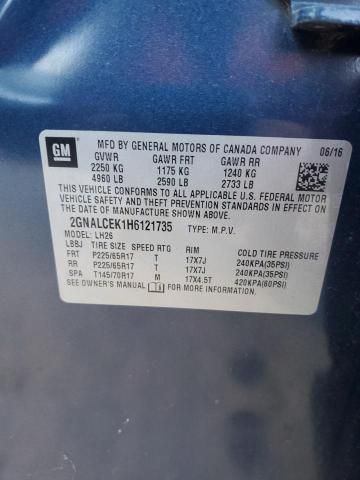 GM
MFD BY GENERAL MOTORS OF CANADA COMPANY 06/16
GVWR GAWR FRT GAWR RR
2250 KG 1175 KG 1240 KG
4960 LB 2590 LB 2733 LB
THIS VEHICLE CONFORMS TO ALL APPLICABLE U.S. FEDERAL MOTOR
VEHICLE SAFETY AND THEFT PREVENTION STANDARDS IN EFFECT ON
THE DATE OF MANUFACTURE SHOWN ABOVE.
2GNALCEK1H6121735 TYPE: M.P.V.
MODEL: LH26
LBBJ TIRE SIZE SPEED RTG RIM COLD TIRE PRESSURE
FRT P225/65R17 T 17X7J 240KPA(35PSI)
RR P225/65R17 T 17X7J 240KPA(35PSI)
SPA T145/70R17 M 17X4.5T 420KPA(60PSI)
SEE OWNER'S MANUAL FOR ADDITIONAL INFORMATION.